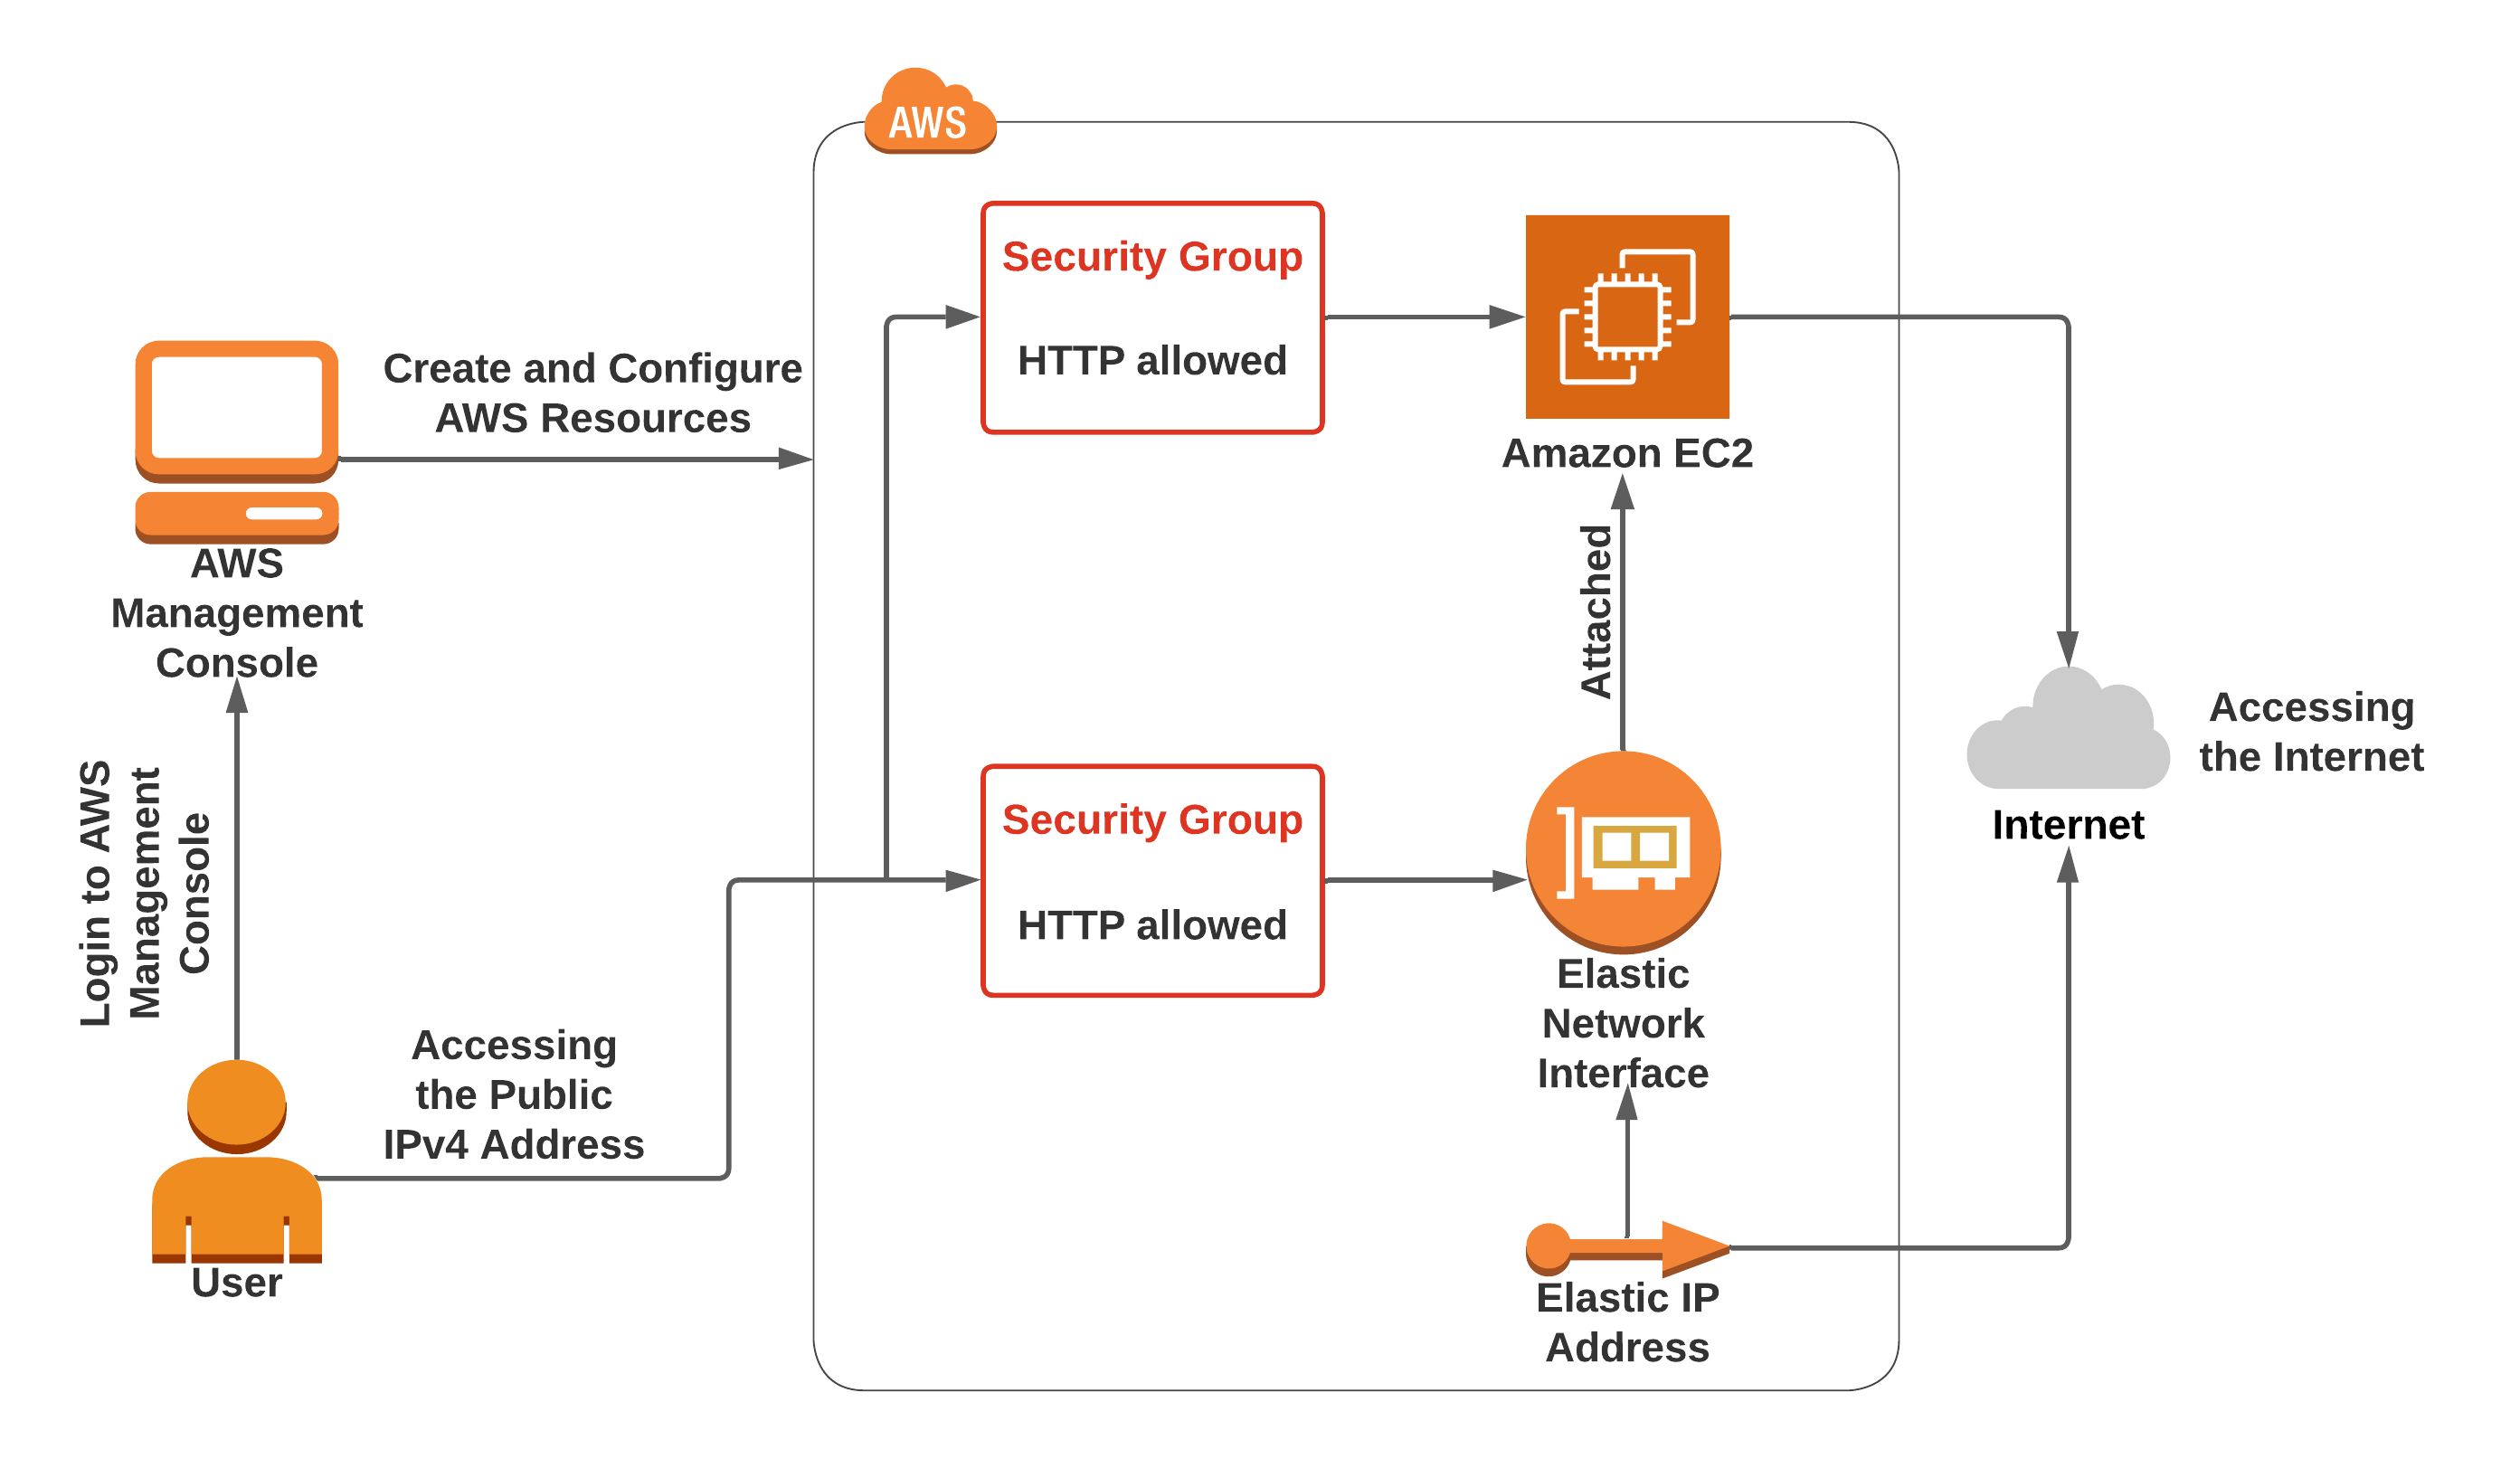 AWS
Security Group
HTTP allowed
Amazon EC2
Create and Configure
AWS Resources
AWS
Management
Console
Attached
Login to AWS
Management
Console
Security Group
HTTP allowed
Elastic
Network
Interface
Accessing
the Internet
Internet
Accessing
the Public
IPv4 Address
User
Elastic IP
Address